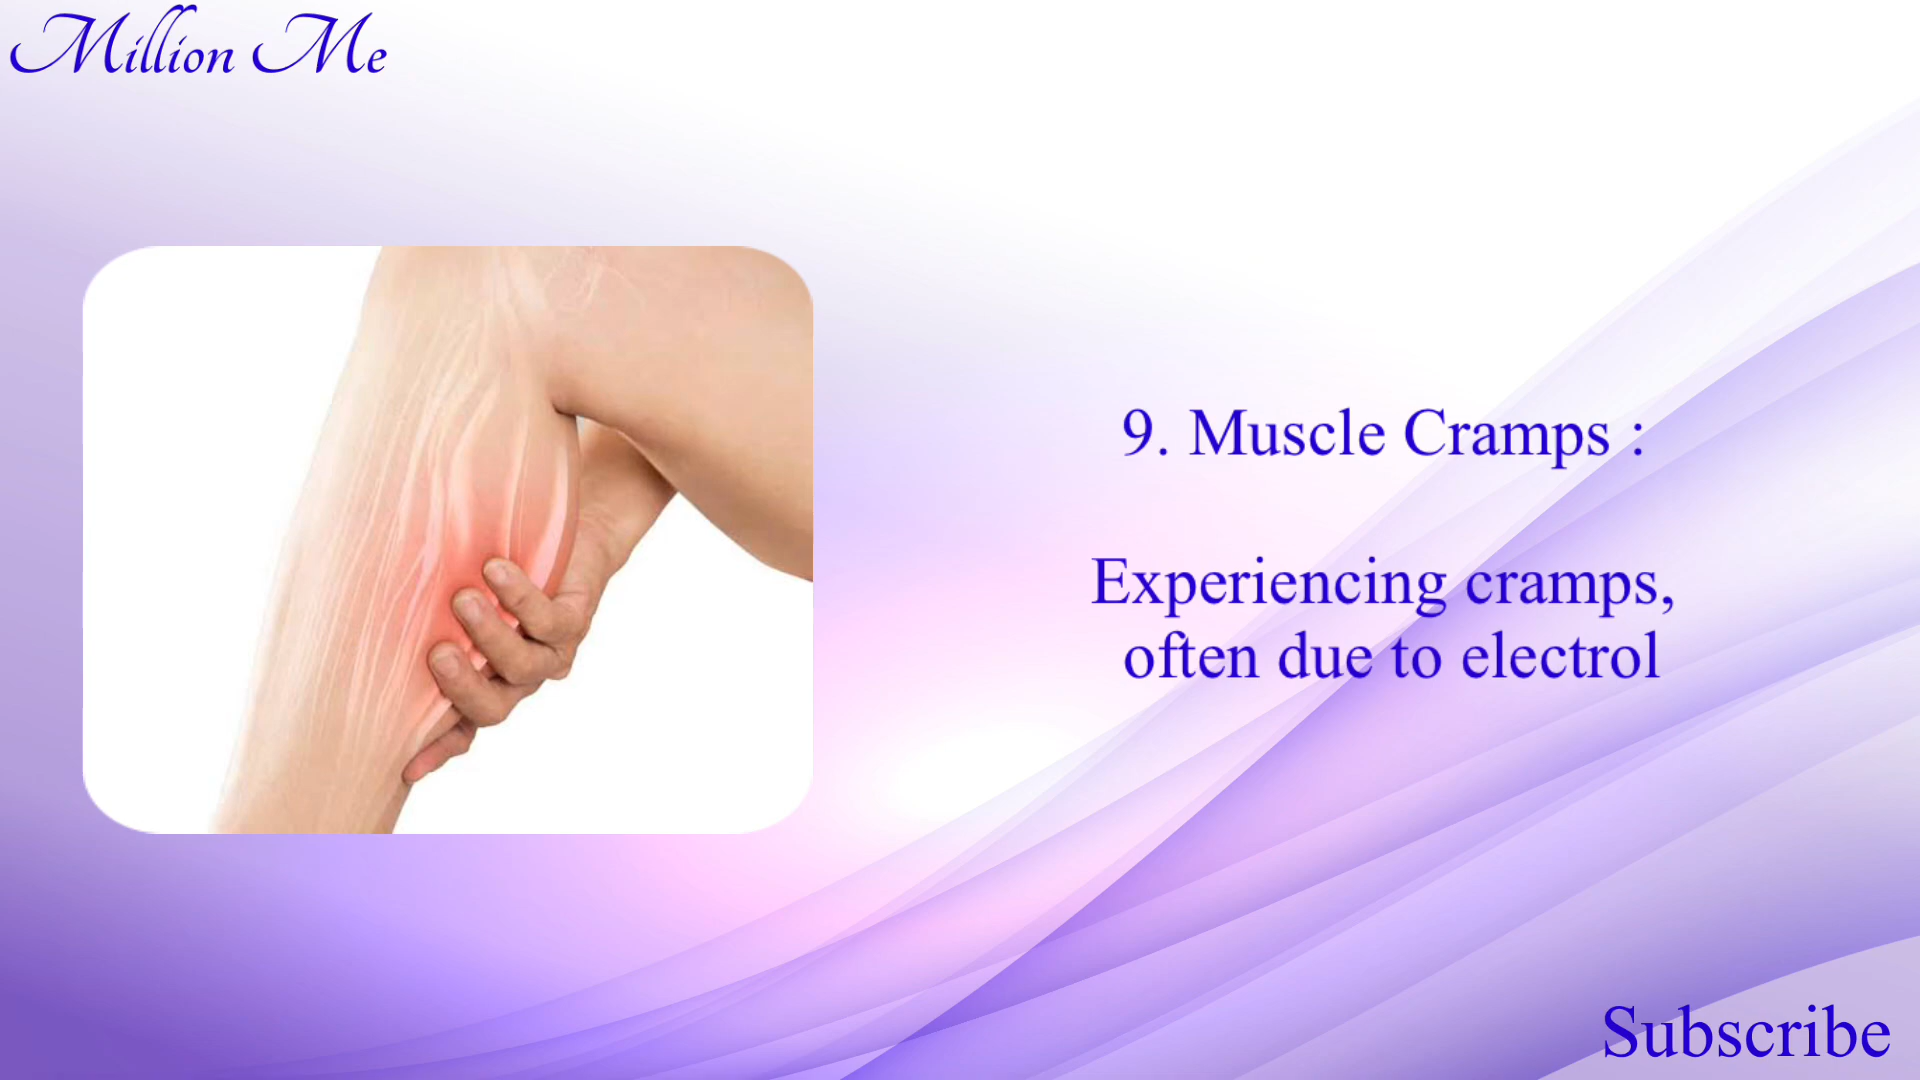 Million Me
9. Muscle Cramps :
Experiencing cramps,
often due to electrol
Subscribe